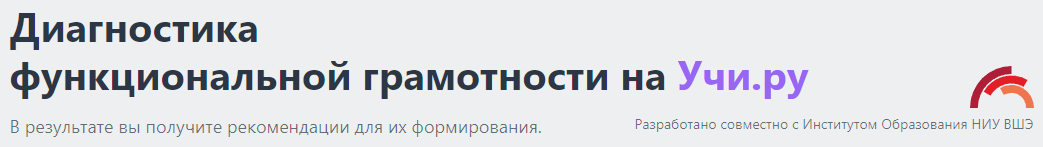 Диагностика
функциональной грамотности на Учи.ру
В результате вы получите рекомендации для их формирования.
Разработано совместно с Институтом Образования НИУ ВШЭ